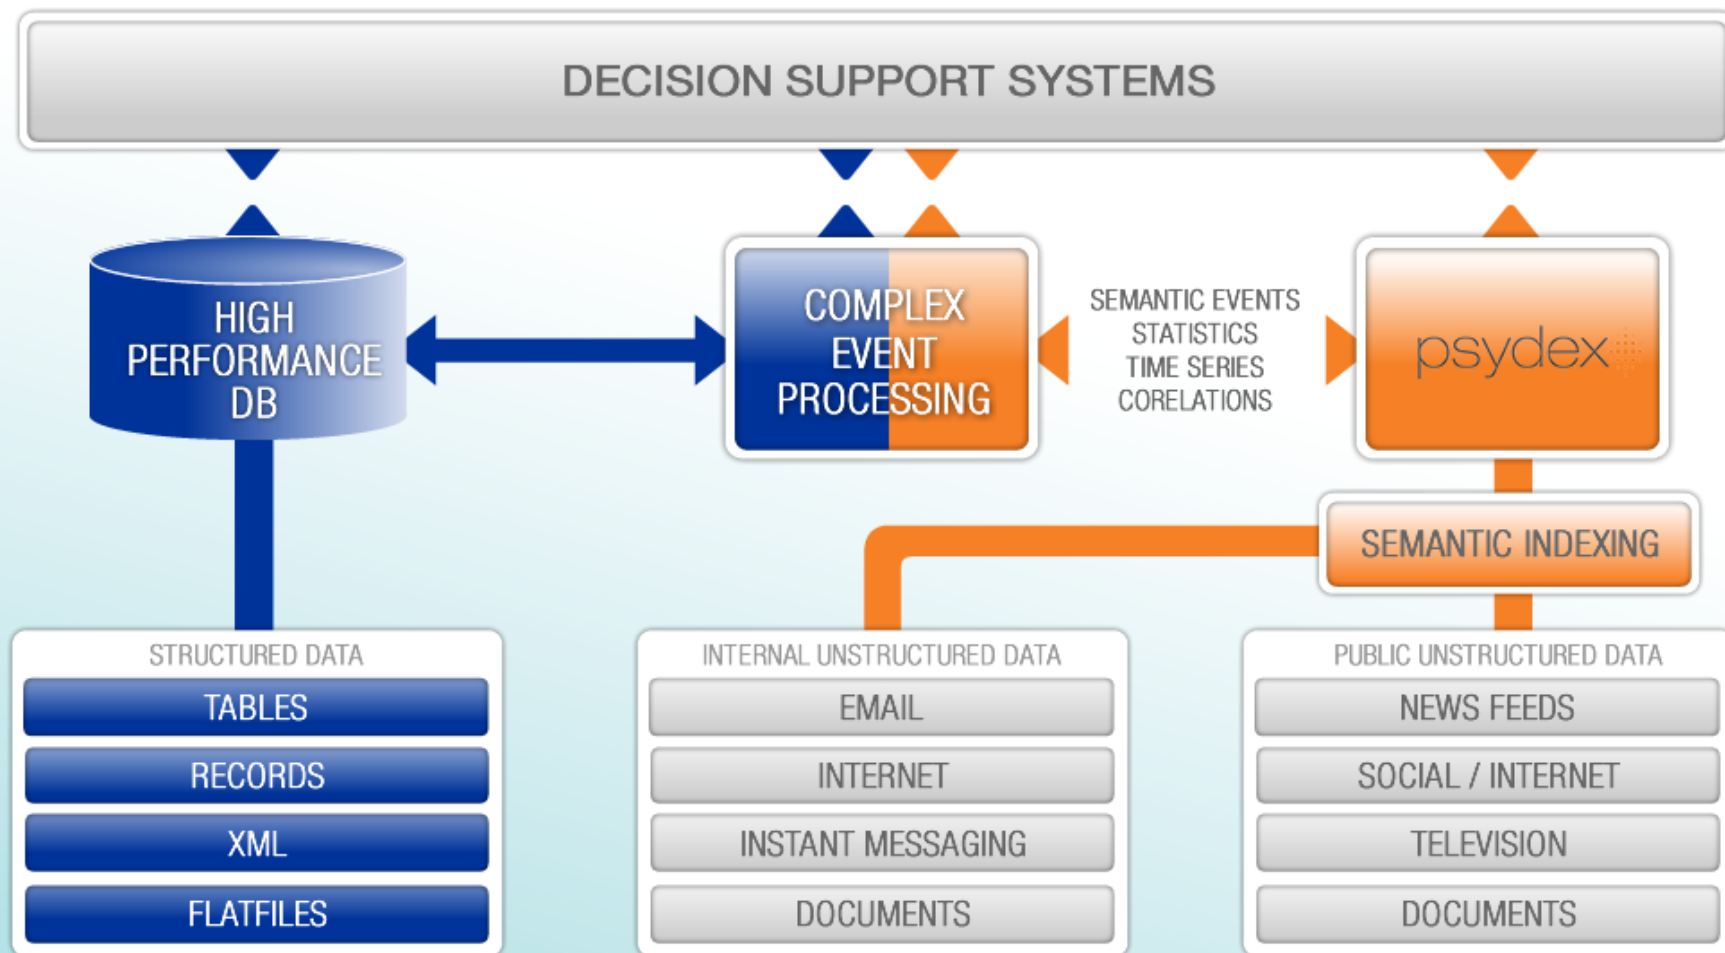 DECISION SUPPORT SYSTEMS
HIGH
PERFORMANCE
DB
COMPLEX
EVENT
PROCESSING
SEMANTIC EVENTS
STATISTICS
TIME SERIES
CORELATIONS
psydex
SEMANTIC INDEXING
STRUCTURED DATA
TABLES
RECORDS
XML
FLATFILES
INTERNAL UNSTRUCTURED DATA
EMAIL
INTERNET
INSTANT MESSAGING
DOCUMENTS
PUBLIC UNSTRUCTURED DATA
NEWS FEEDS
SOCIAL / INTERNET
TELEVISION
DOCUMENTS